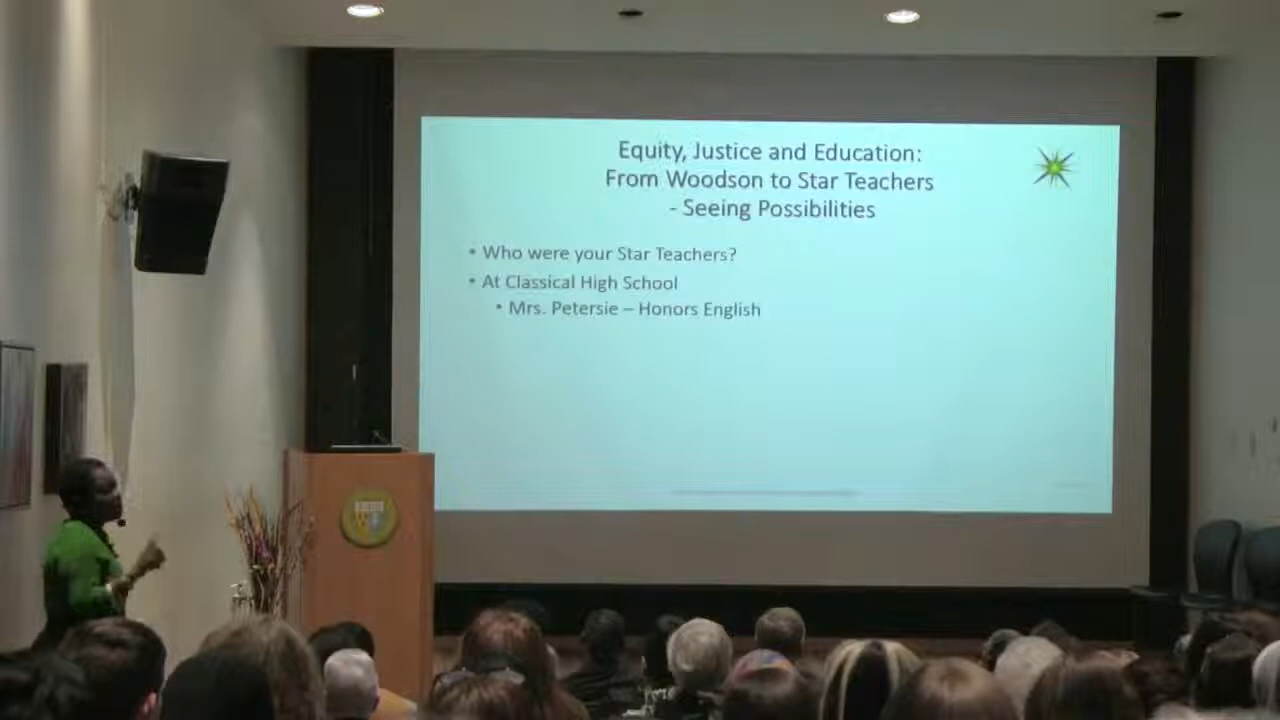 Equity, Justice and Education:
From Woodson to Star Teachers
- Seeing Possibilities
• Who were your Star Teachers?
• At Classical High School
• Mrs. Petersie – Honors English